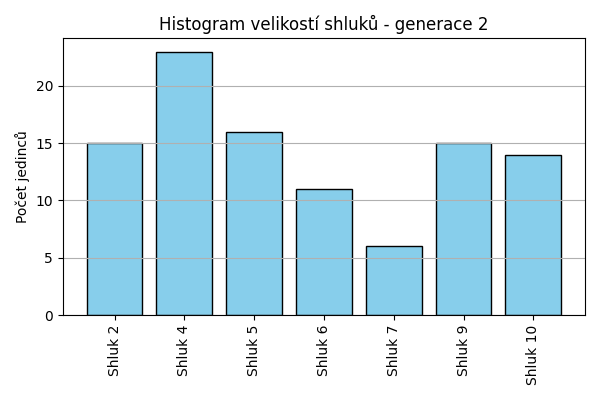 Histogram velikostí shluků - generace 2
Počet jedinců
20
15
10
5
0
Shluk 2
Shluk 4
Shluk 5
Shluk 6
Shluk 7
Shluk 9
Shluk 10